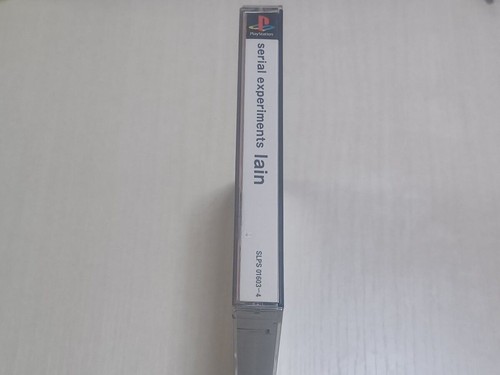 PlayStation
serial experiments lain
SLPS 01603~4